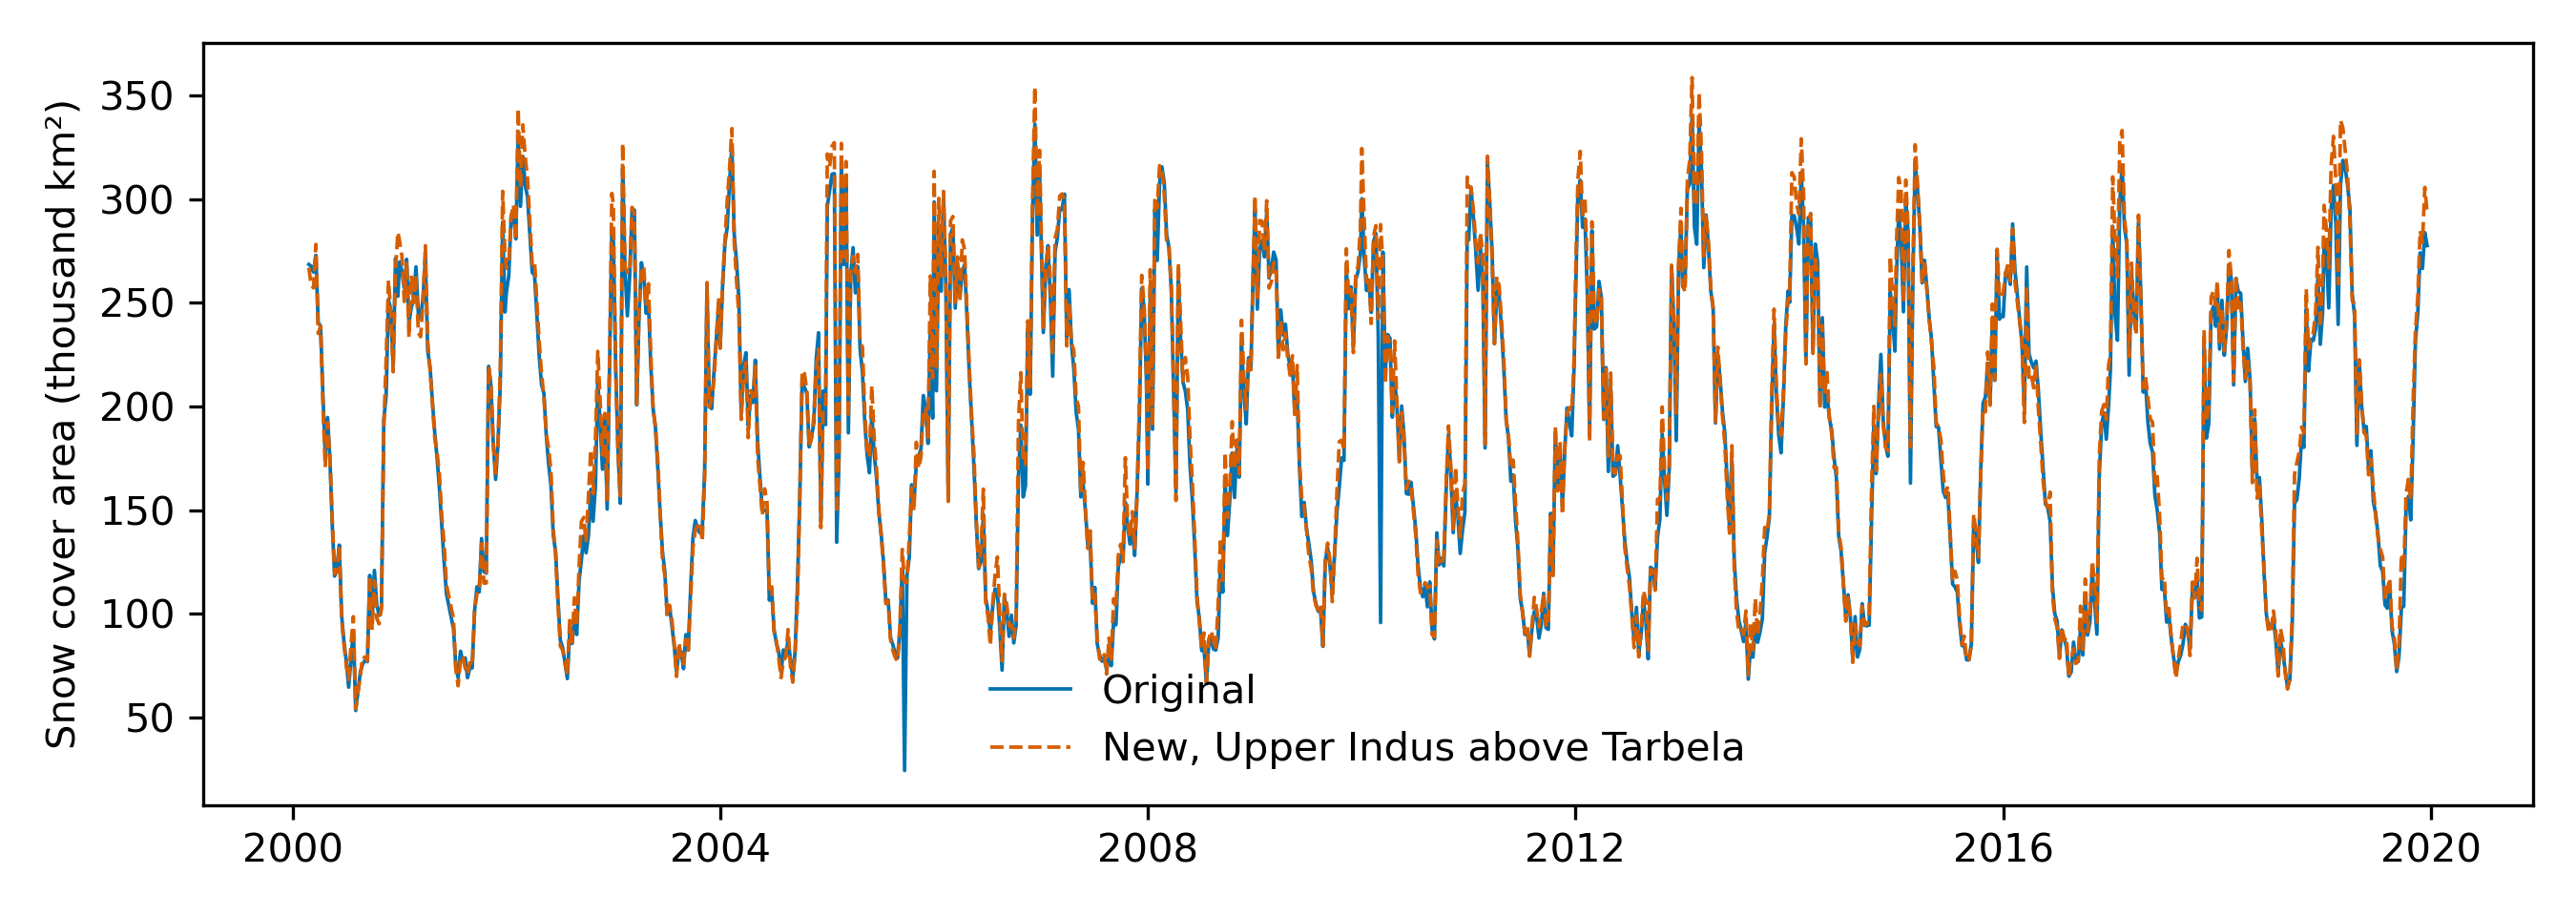 Snow cover area (thousand km²)
350
300
250
200
150
100
50
Original
New, Upper Indus above Tarbela
2000 2004 2008 2012 2016 2020